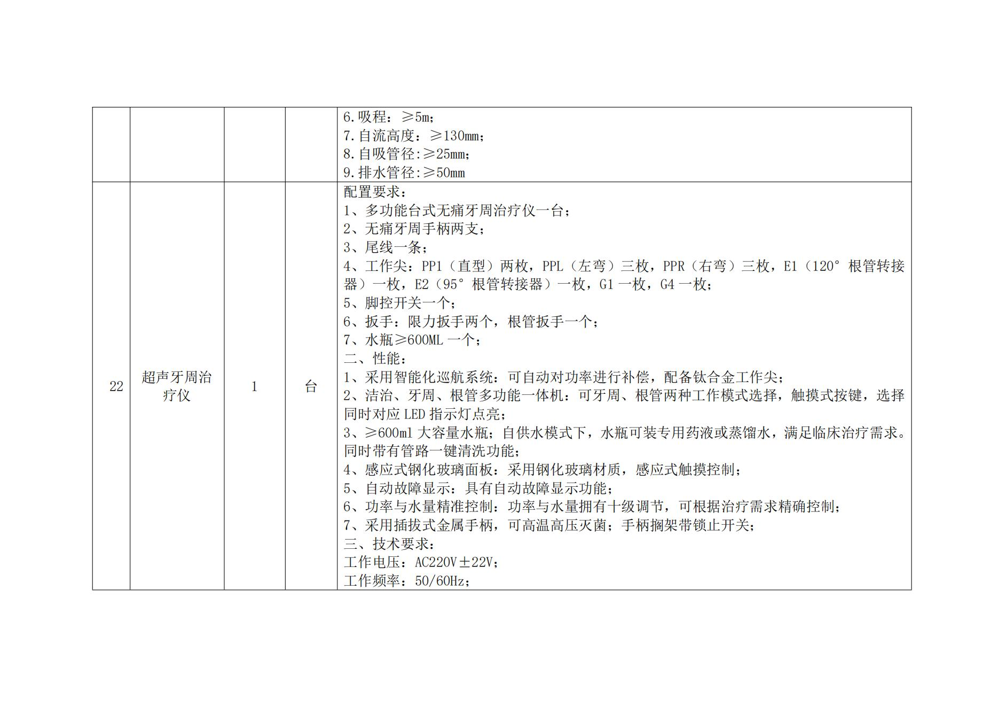 6.吸程：≥5m；
7.自流高度：≥130mm；
8.自吸管径:≥25mm；
9.排水管径:≥50mm
22
超声牙周治
疗仪
1
台
配置要求：
1、多功能台式无痛牙周治疗仪一台；
2、无痛牙周手柄两支；
3、尾线一条；
4、工作尖：PP1（直型）两枚，PPL（左弯）三枚，PPR（右弯）三枚，E1（120°根管转接
器）一枚，E2（95°根管转接器）一枚，G1 一枚，G4 一枚；
5、脚控开关一个；
6、扳手：限力扳手两个，根管扳手一个；
7、水瓶≥600ML 一个；
二、性能：
1、采用智能化巡航系统：可自动对功率进行补偿，配备钛合金工作尖；
2、洁治、牙周、根管多功能一体机：可牙周、根管两种工作模式选择，触摸式按键，选择
同时对应 LED 指示灯点亮；
3、≥600ml 大容量水瓶；自供水模式下，水瓶可装专用药液或蒸馏水，满足临床治疗需求。
同时带有管路一键清洗功能；
4、感应式钢化玻璃面板：采用钢化玻璃材质，感应式触摸控制；
5、自动故障显示：具有自动故障显示功能；
6、功率与水量精准控制：功率与水量拥有十级调节，可根据治疗需求精确控制；
7、采用插拔式金属手柄，可高温高压灭菌；手柄搁架带锁止开关；
三、技术要求：
工作电压：AC220V±22V；
工作频率：50/60Hz；